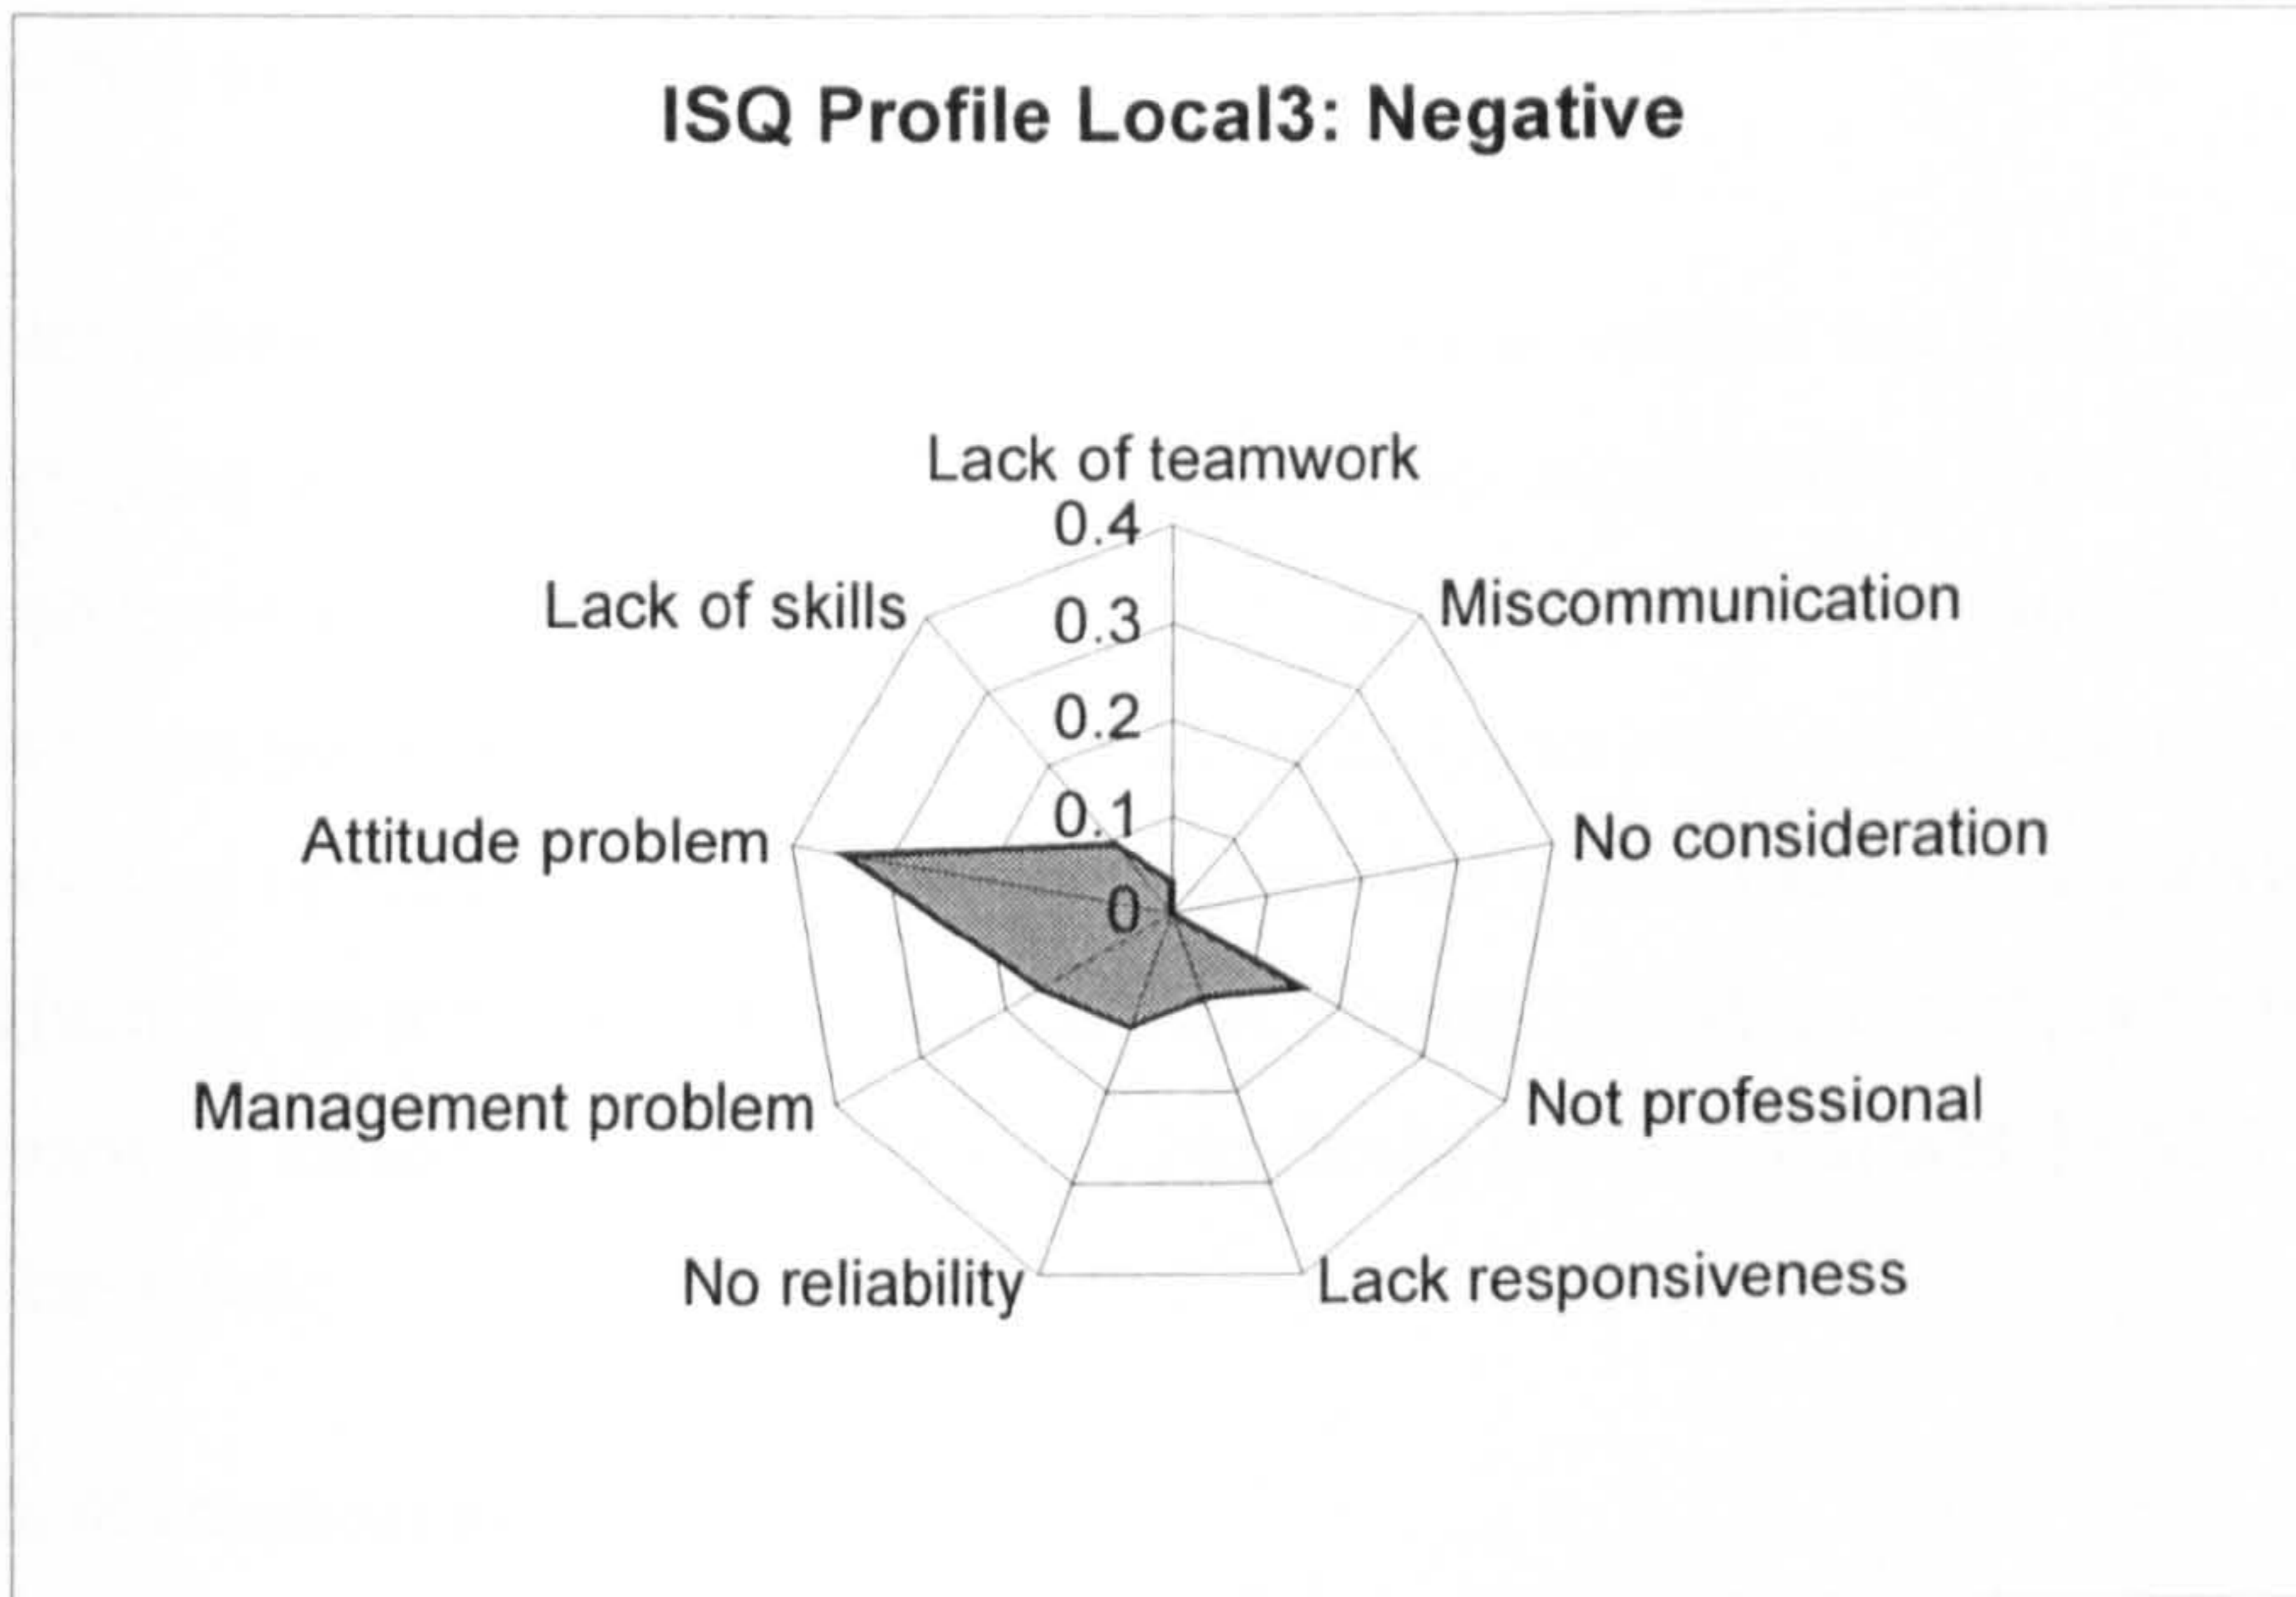 ISQ Profile Local3: Negative
Lack of teamwork
0.4
Miscommunication
Lack of skills
0.3
0.2
0.1
No consideration
Attitude problem
0
Not professional
Management problem
Lack responsiveness
No reliability